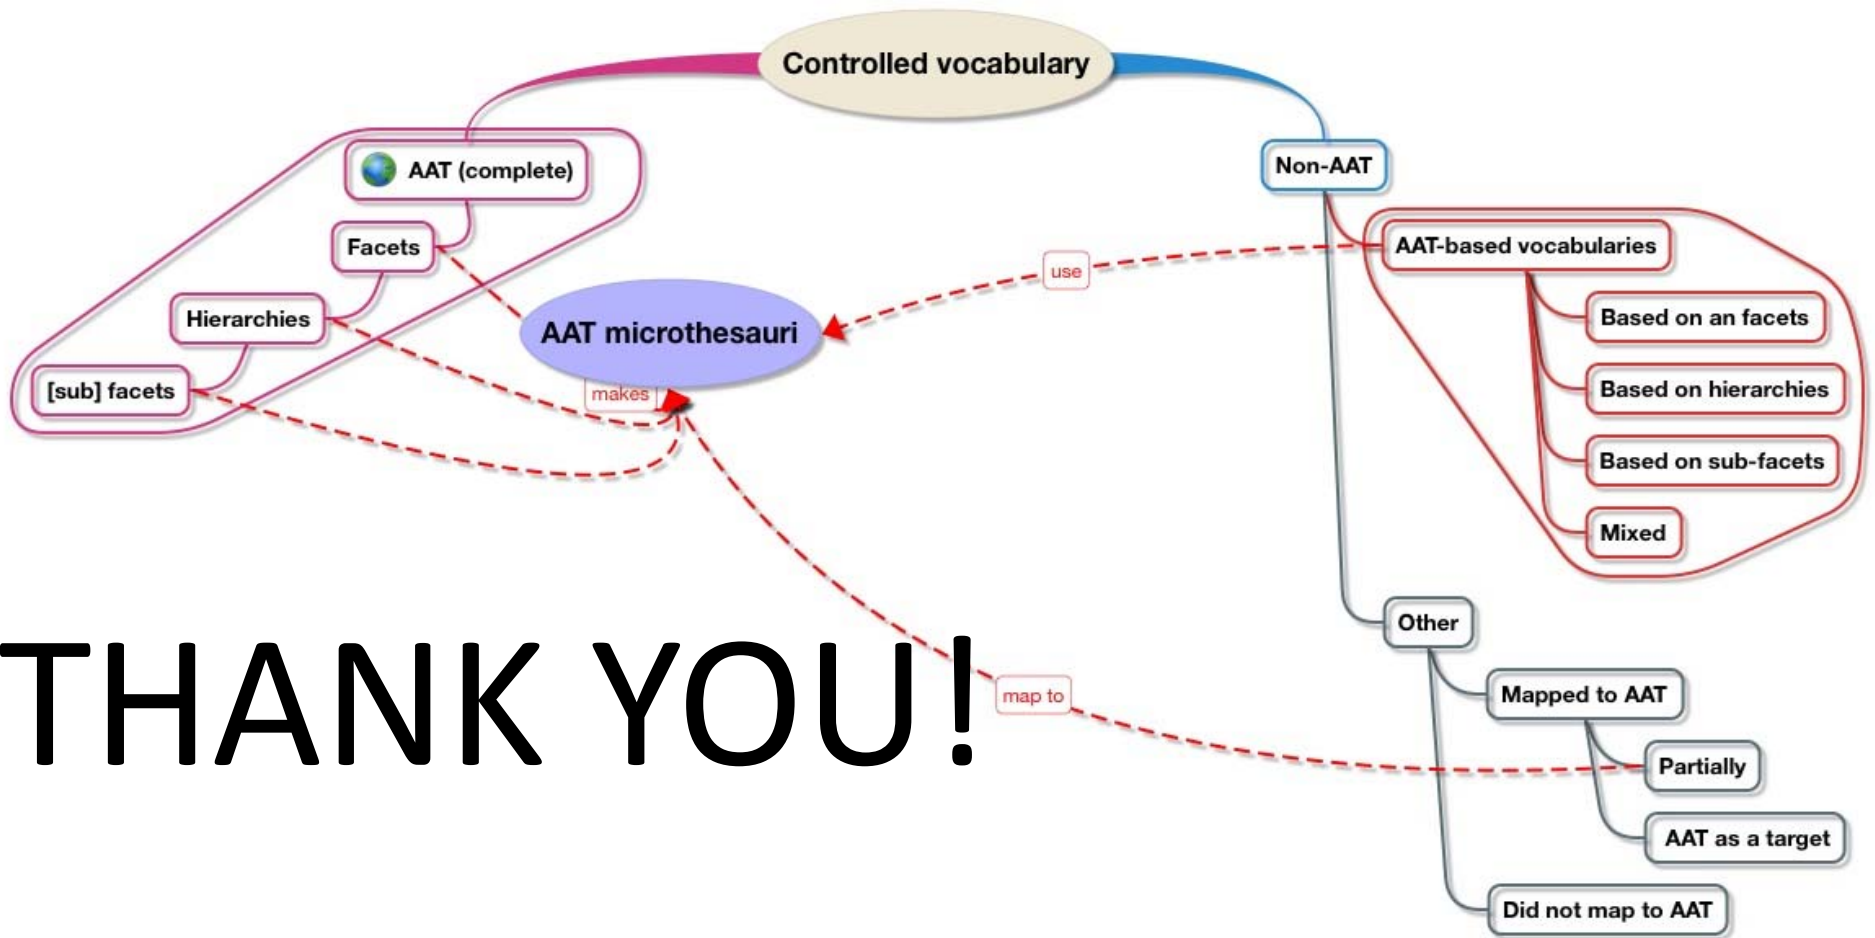 Controlled vocabulary
AAT (complete)
Facets
Hierarchies
[sub] facets
AAT microthesauri
makes
use
map to
Non-AAT
AAT-based vocabularies
Based on an facets
Based on hierarchies
Based on sub-facets
Mixed
Other
Mapped to AAT
Partially
AAT as a target
Did not map to AAT
THANK YOU!